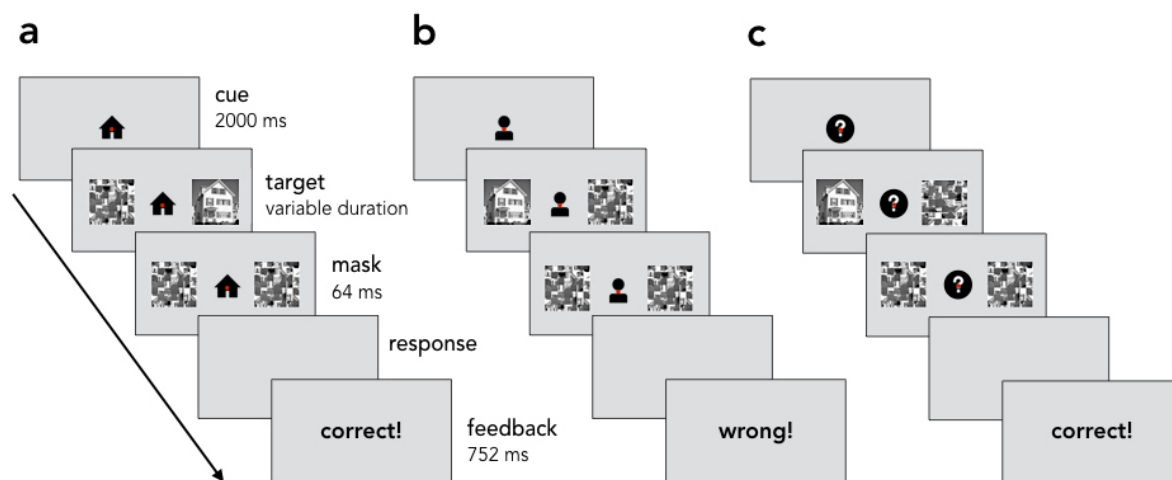 a
b
c
cue
2000 ms
?
target
variable duration
?
mask
64 ms
?
response
correct!
feedback
752 ms
wrong!
correct!